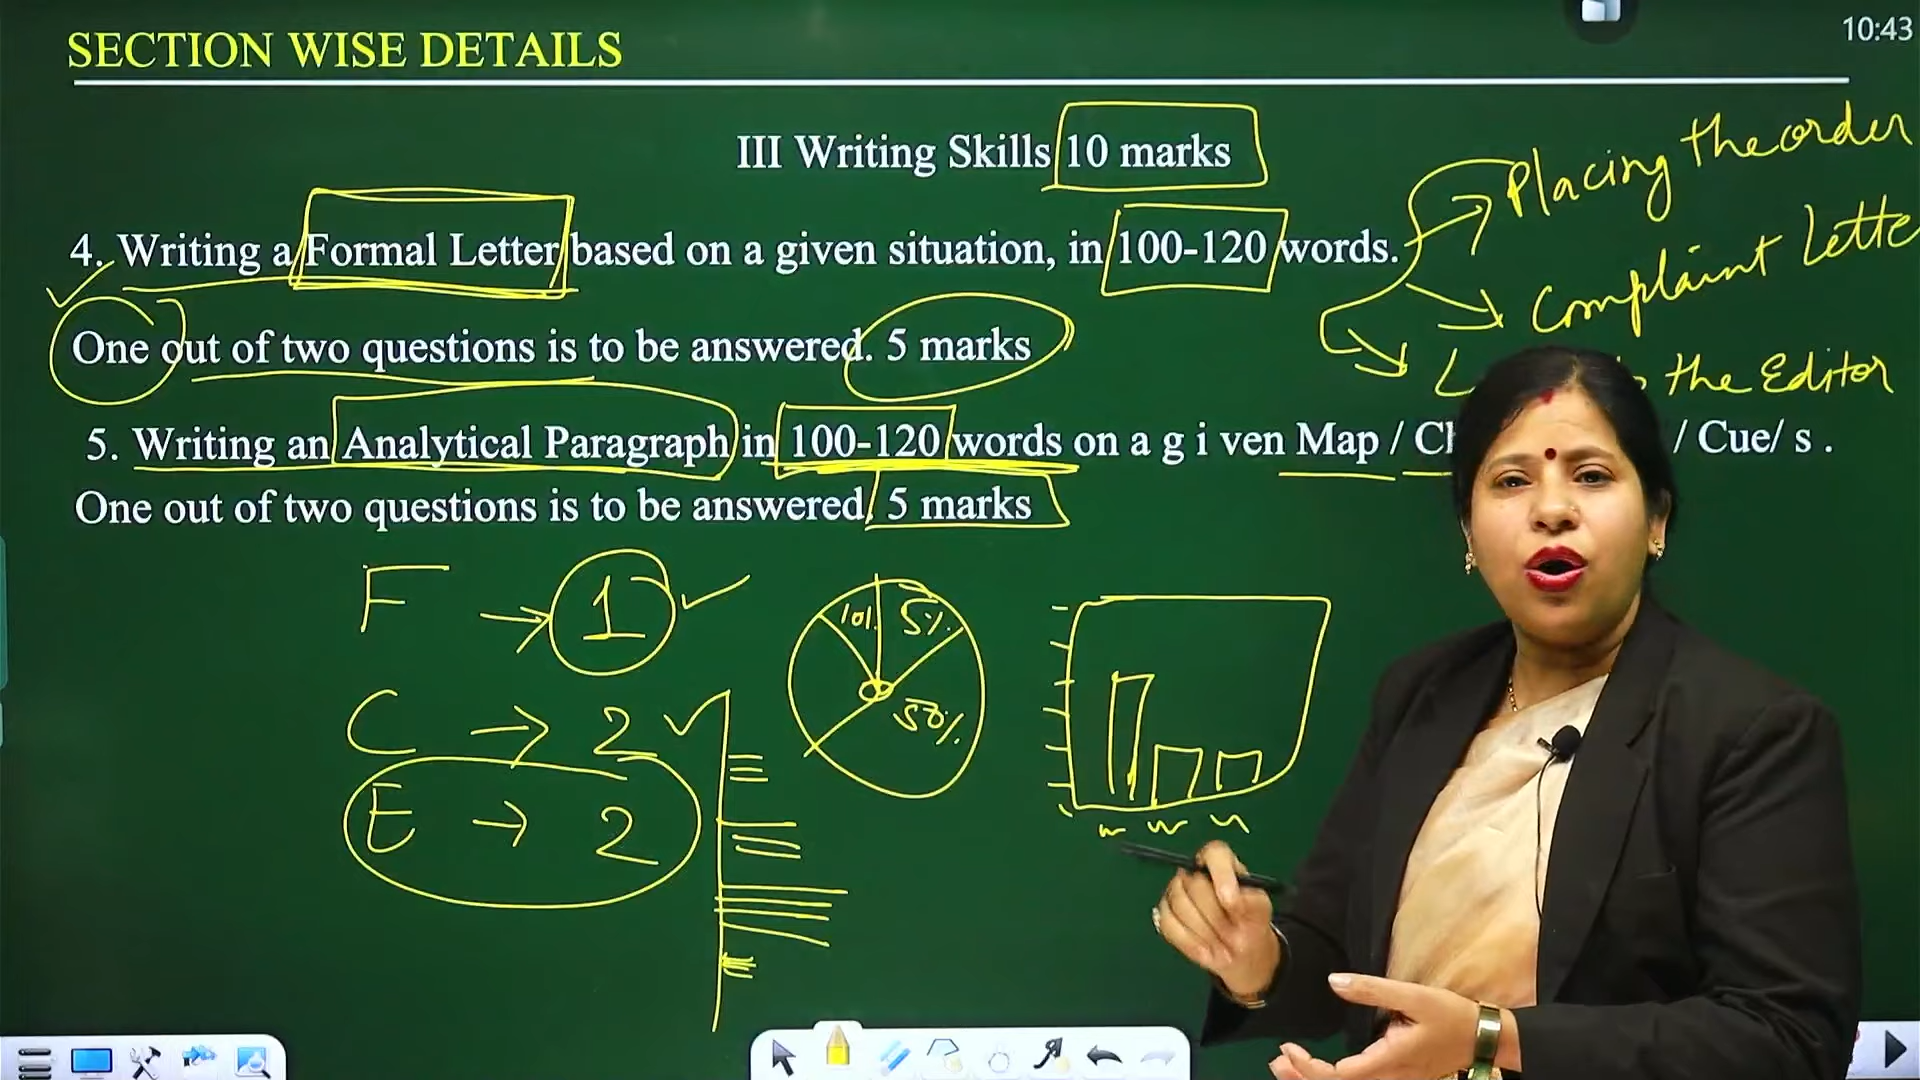 SECTION WISE DETAILS
10:43
III Writing Skills 10 marks
Placing the order
4. Writing a Formal Letter based on a given situation, in 100-120 words.
Complaint Lette
One out of two questions is to be answered. 5 marks
the Editor
5. Writing an Analytical Paragraph in 100-120 words on a g i ven Map / / Cue/ s .
One out of two questions is to be answered. 5 marks
F → 1
10% 5%
50%
C → 2
E → 2